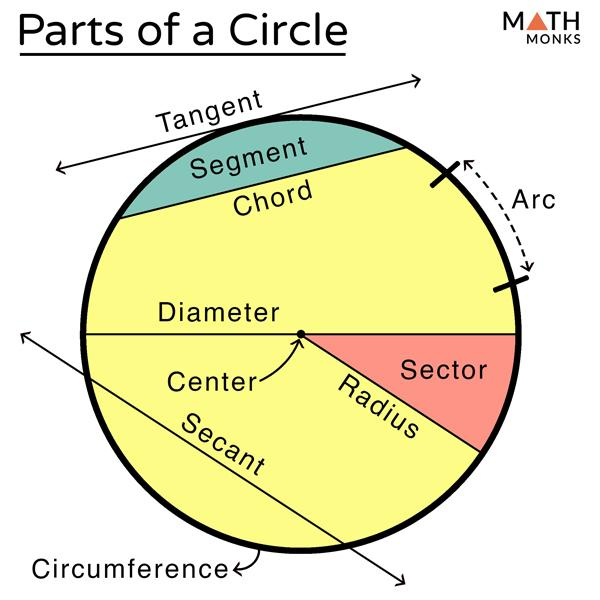 Parts of a Circle
MATH
MONKS
Tangent
Segment
Chord
Arc
Diameter
Center
Sector
Radius
Secant
Circumference